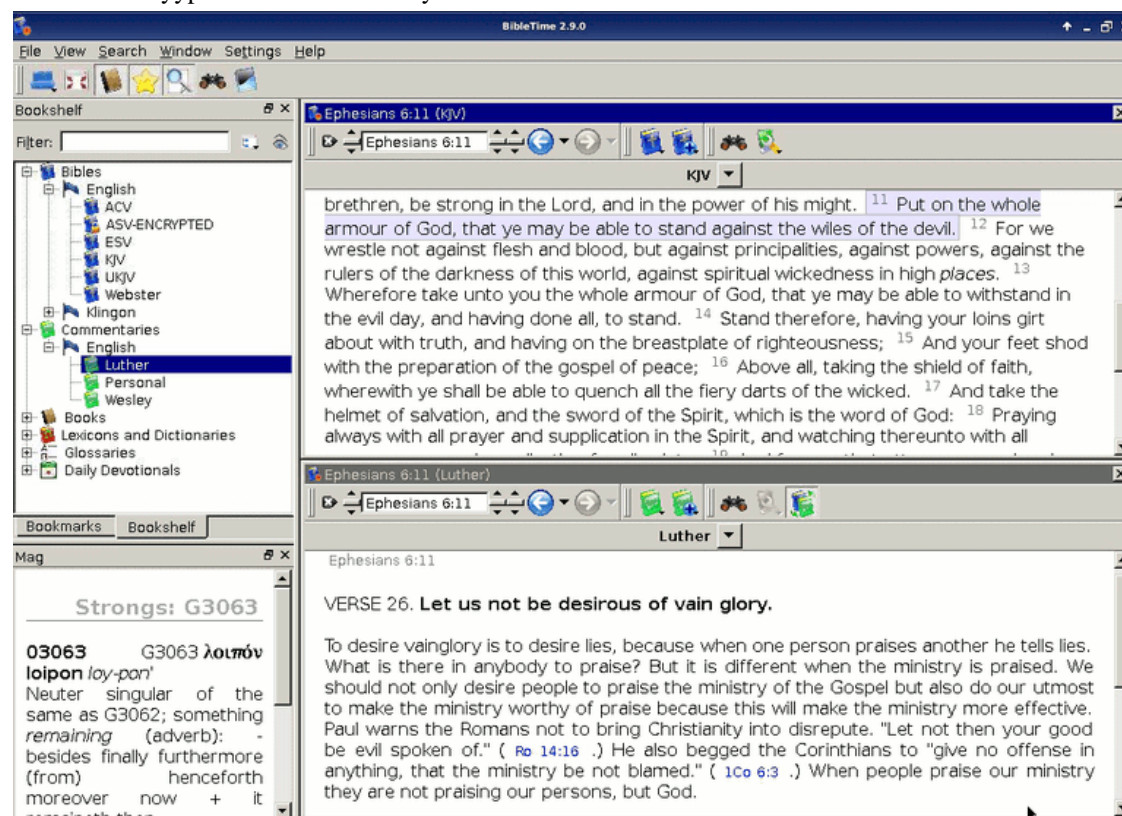 BibleTime 2.9.0
File View Search Window Settings Help
Bookshelf
Filter:
Bibles
English
ACV
ASV-ENCRYPTED
ESV
KJV
UKJV
Webster
Klingon
Commentaries
English
Luther
Personal
Wesley
Books
Lexicons and Dictionaries
Glossaries
Daily Devotionals
Bookmarks Bookshelf
Mag
Strongs: G3063
03063 G3063 λοιπόν
loipon loy-pon'
Neuter singular of the
same as G3062; something
remaining (adverb): -
besides finally furthermore
(from) henceforth
moreover now + it
Ephesians 6:11 (KJV)
Ephesians 6:11
KJV
brethren, be strong in the Lord, and in the power of his might. 11 Put on the whole
armour of God, that ye may be able to stand against the wiles of the devil. 12 For we
wrestle not against flesh and blood, but against principalities, against powers, against the
rulers of the darkness of this world, against spiritual wickedness in high places. 13
Wherefore take unto you the whole armour of God, that ye may be able to withstand in
the evil day, and having done all, to stand. 14 Stand therefore, having your loins girt
about with truth, and having on the breastplate of righteousness; 15 And your feet shod
with the preparation of the gospel of peace; 16 Above all, taking the shield of faith,
wherewith ye shall be able to quench all the fiery darts of the wicked. 17 And take the
helmet of salvation, and the sword of the Spirit, which is the word of God: 18 Praying
always with all prayer and supplication in the Spirit, and watching thereunto with all
Ephesians 6:11 (Luther)
Ephesians 6:11
Luther
Ephesians 6:11
VERSE 26. Let us not be desirous of vain glory.
To desire vainglory is to desire lies, because when one person praises another he tells lies.
What is there in anybody to praise? But it is different when the ministry is praised. We
should not only desire people to praise the ministry of the Gospel but also do our utmost
to make the ministry worthy of praise because this will make the ministry more effective.
Paul warns the Romans not to bring Christianity into disrepute. "Let not then your good
be evil spoken of." ( Ro 14:16 .) He also begged the Corinthians to "give no offense in
anything, that the ministry be not blamed." ( 1Co 6:3 .) When people praise our ministry
they are not praising our persons, but God.